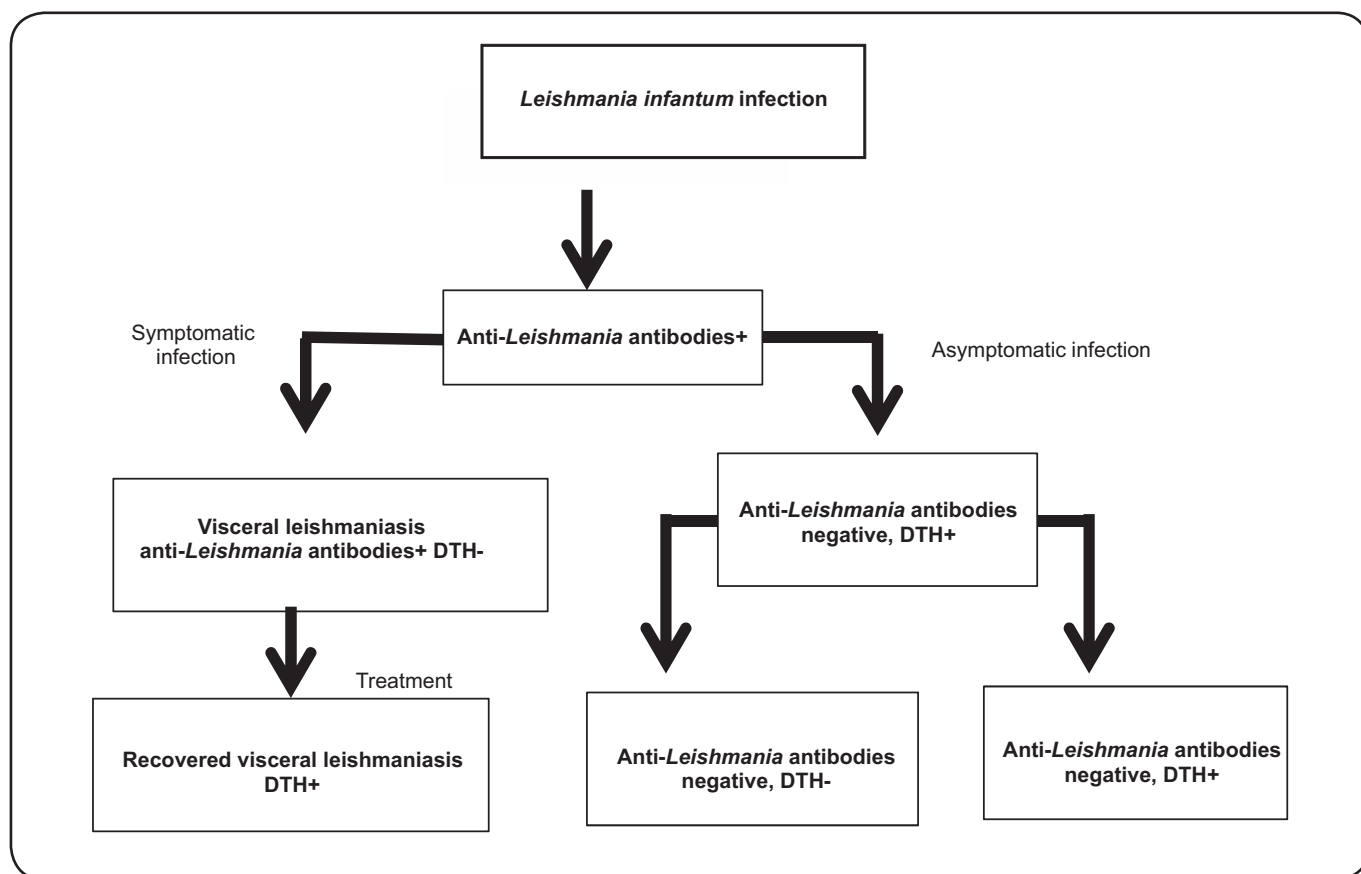 Leishmania infantum infection
Anti-Leishmania antibodies+
Symptomatic
infection
Asymptomatic infection
Visceral leishmaniasis
anti-Leishmania antibodies+ DTH-
Anti-Leishmania antibodies
negative, DTH+
Treatment
Recovered visceral leishmaniasis
DTH+
Anti-Leishmania antibodies
negative, DTH-
Anti-Leishmania antibodies
negative, DTH+